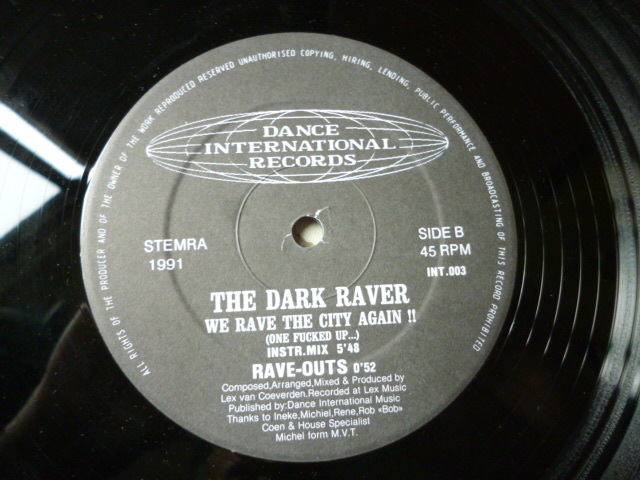 ALL RIGHTS OF THE PRODUCER AND OF THE OWNER OF THE WORK REPRODUCED RESERVED UNAUTHORISED COPYING, HIRING, LENDING, PUBLIC PERFORMANCE AND BROADCASTING OF THIS RECORD PROHIBITED
DANCE
INTERNATIONAL
RECORDS
STEMRA
1991
SIDE B
45 RPM
INT.003
THE DARK RAVER
WE RAVE THE CITY AGAIN !!
(ONE FUCKED UP...)
INSTR.MIX 5'48
RAVE-OUTS 0'52
Composed,Arranged,Mixed & Produced by
Lex van Coeverden.Recorded at Lex Music
Published by:Dance International Music
Thanks to Ineke,Michiel,Rene,Rob «Bob»
Coen & House Specialist
Michel form M.V.T.